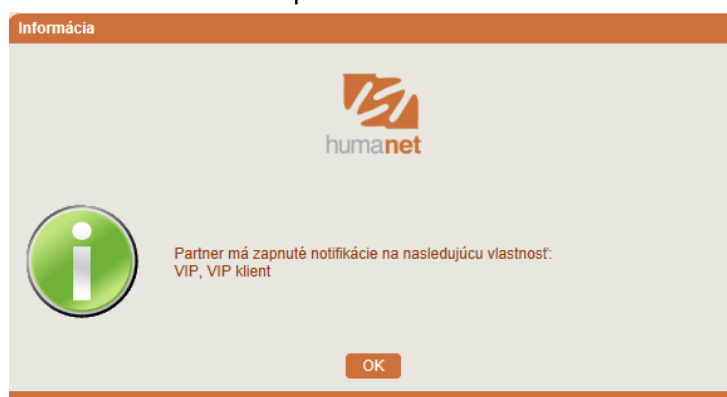 Informácia
humanet
Partner má zapnuté notifikácie na nasledujúcu vlastnosť:
VIP, VIP klient
OK